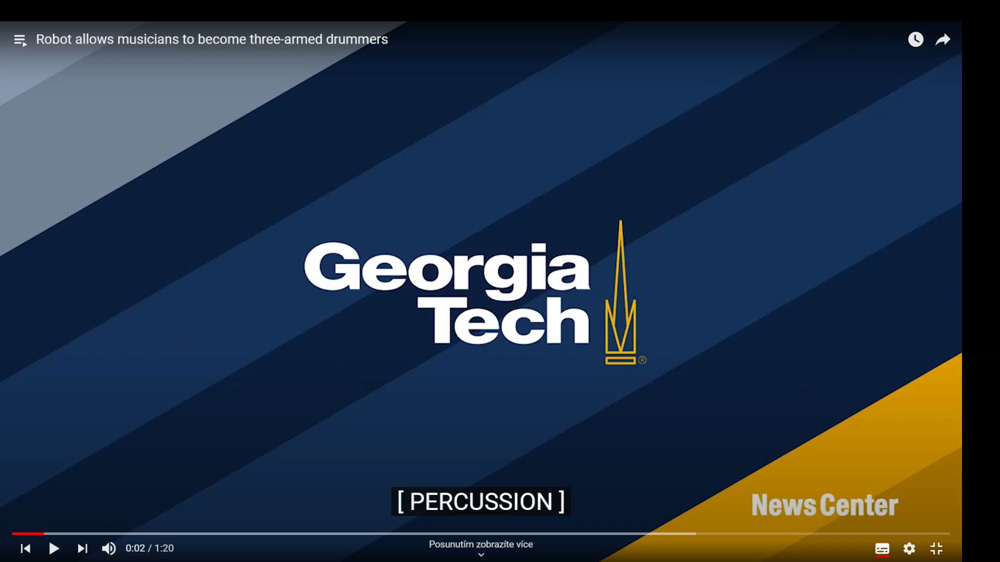 Robot allows musicians to become three-armed drummers
Georgia
Tech
®
[ PERCUSSION ]
News Center
0:02 / 1:20
Posunutím zobrazíte více